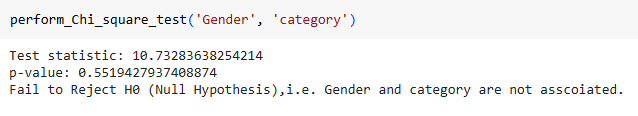 perform_Chi_square_test('Gender', 'category')
Test statistic: 10.73283638254214
p-value: 0.5519427937408874
Fail to Reject H0 (Null Hypothesis),i.e. Gender and category are not asscoiated.